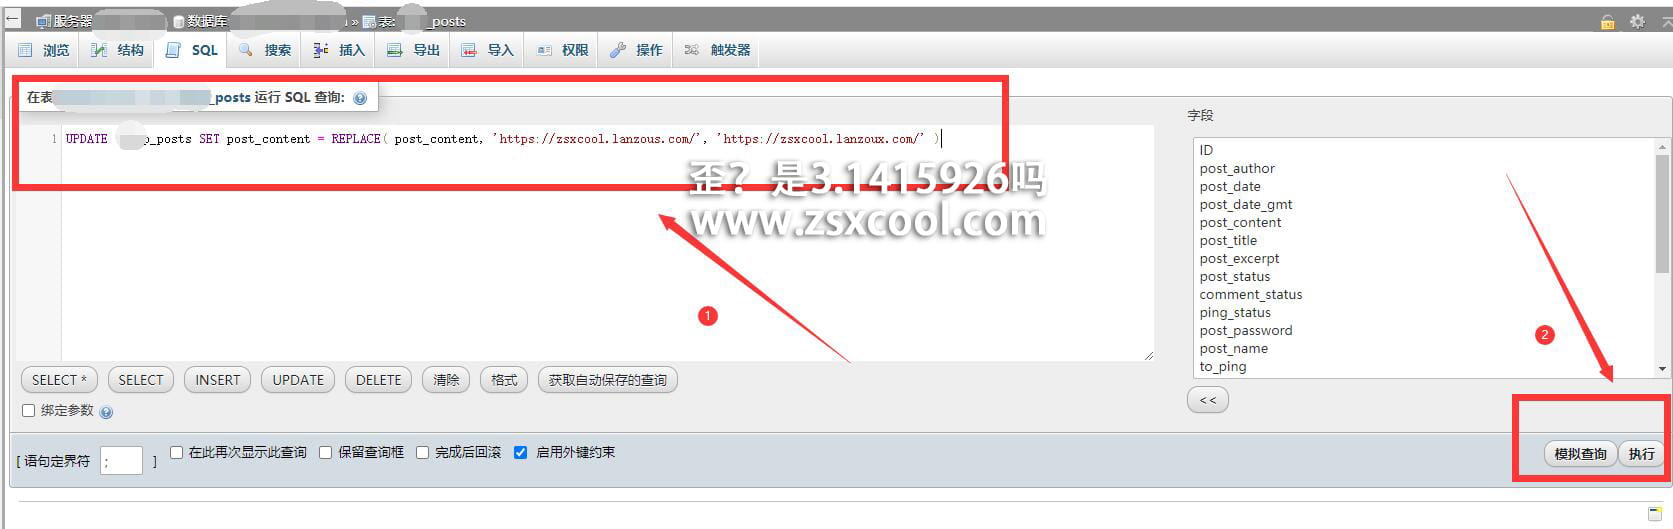 服务器 数据库 » 表: _posts
浏览 结构 SQL 搜索 插入 导出 导入 权限 操作 触发器
在表 _posts 运行 SQL 查询:
1 UPDATE p_posts SET post_content = REPLACE( post_content, 'https://zsxcool.lanzous.com/', 'https://zsxcool.lanzoux.com/' )
歪？是3.1415926吗
www.zsxcool.com
字段
ID
post_author
post_date
post_date_gmt
post_content
post_title
post_excerpt
post_status
comment_status
ping_status
post_password
post_name
to_ping
1
2
SELECT * SELECT INSERT UPDATE DELETE 清除 格式 获取自动保存的查询
<<
绑定参数
[ 语句定界符 ; ] 在此再次显示此查询 保留查询框 完成后回滚 启用外键约束
模拟查询 执行